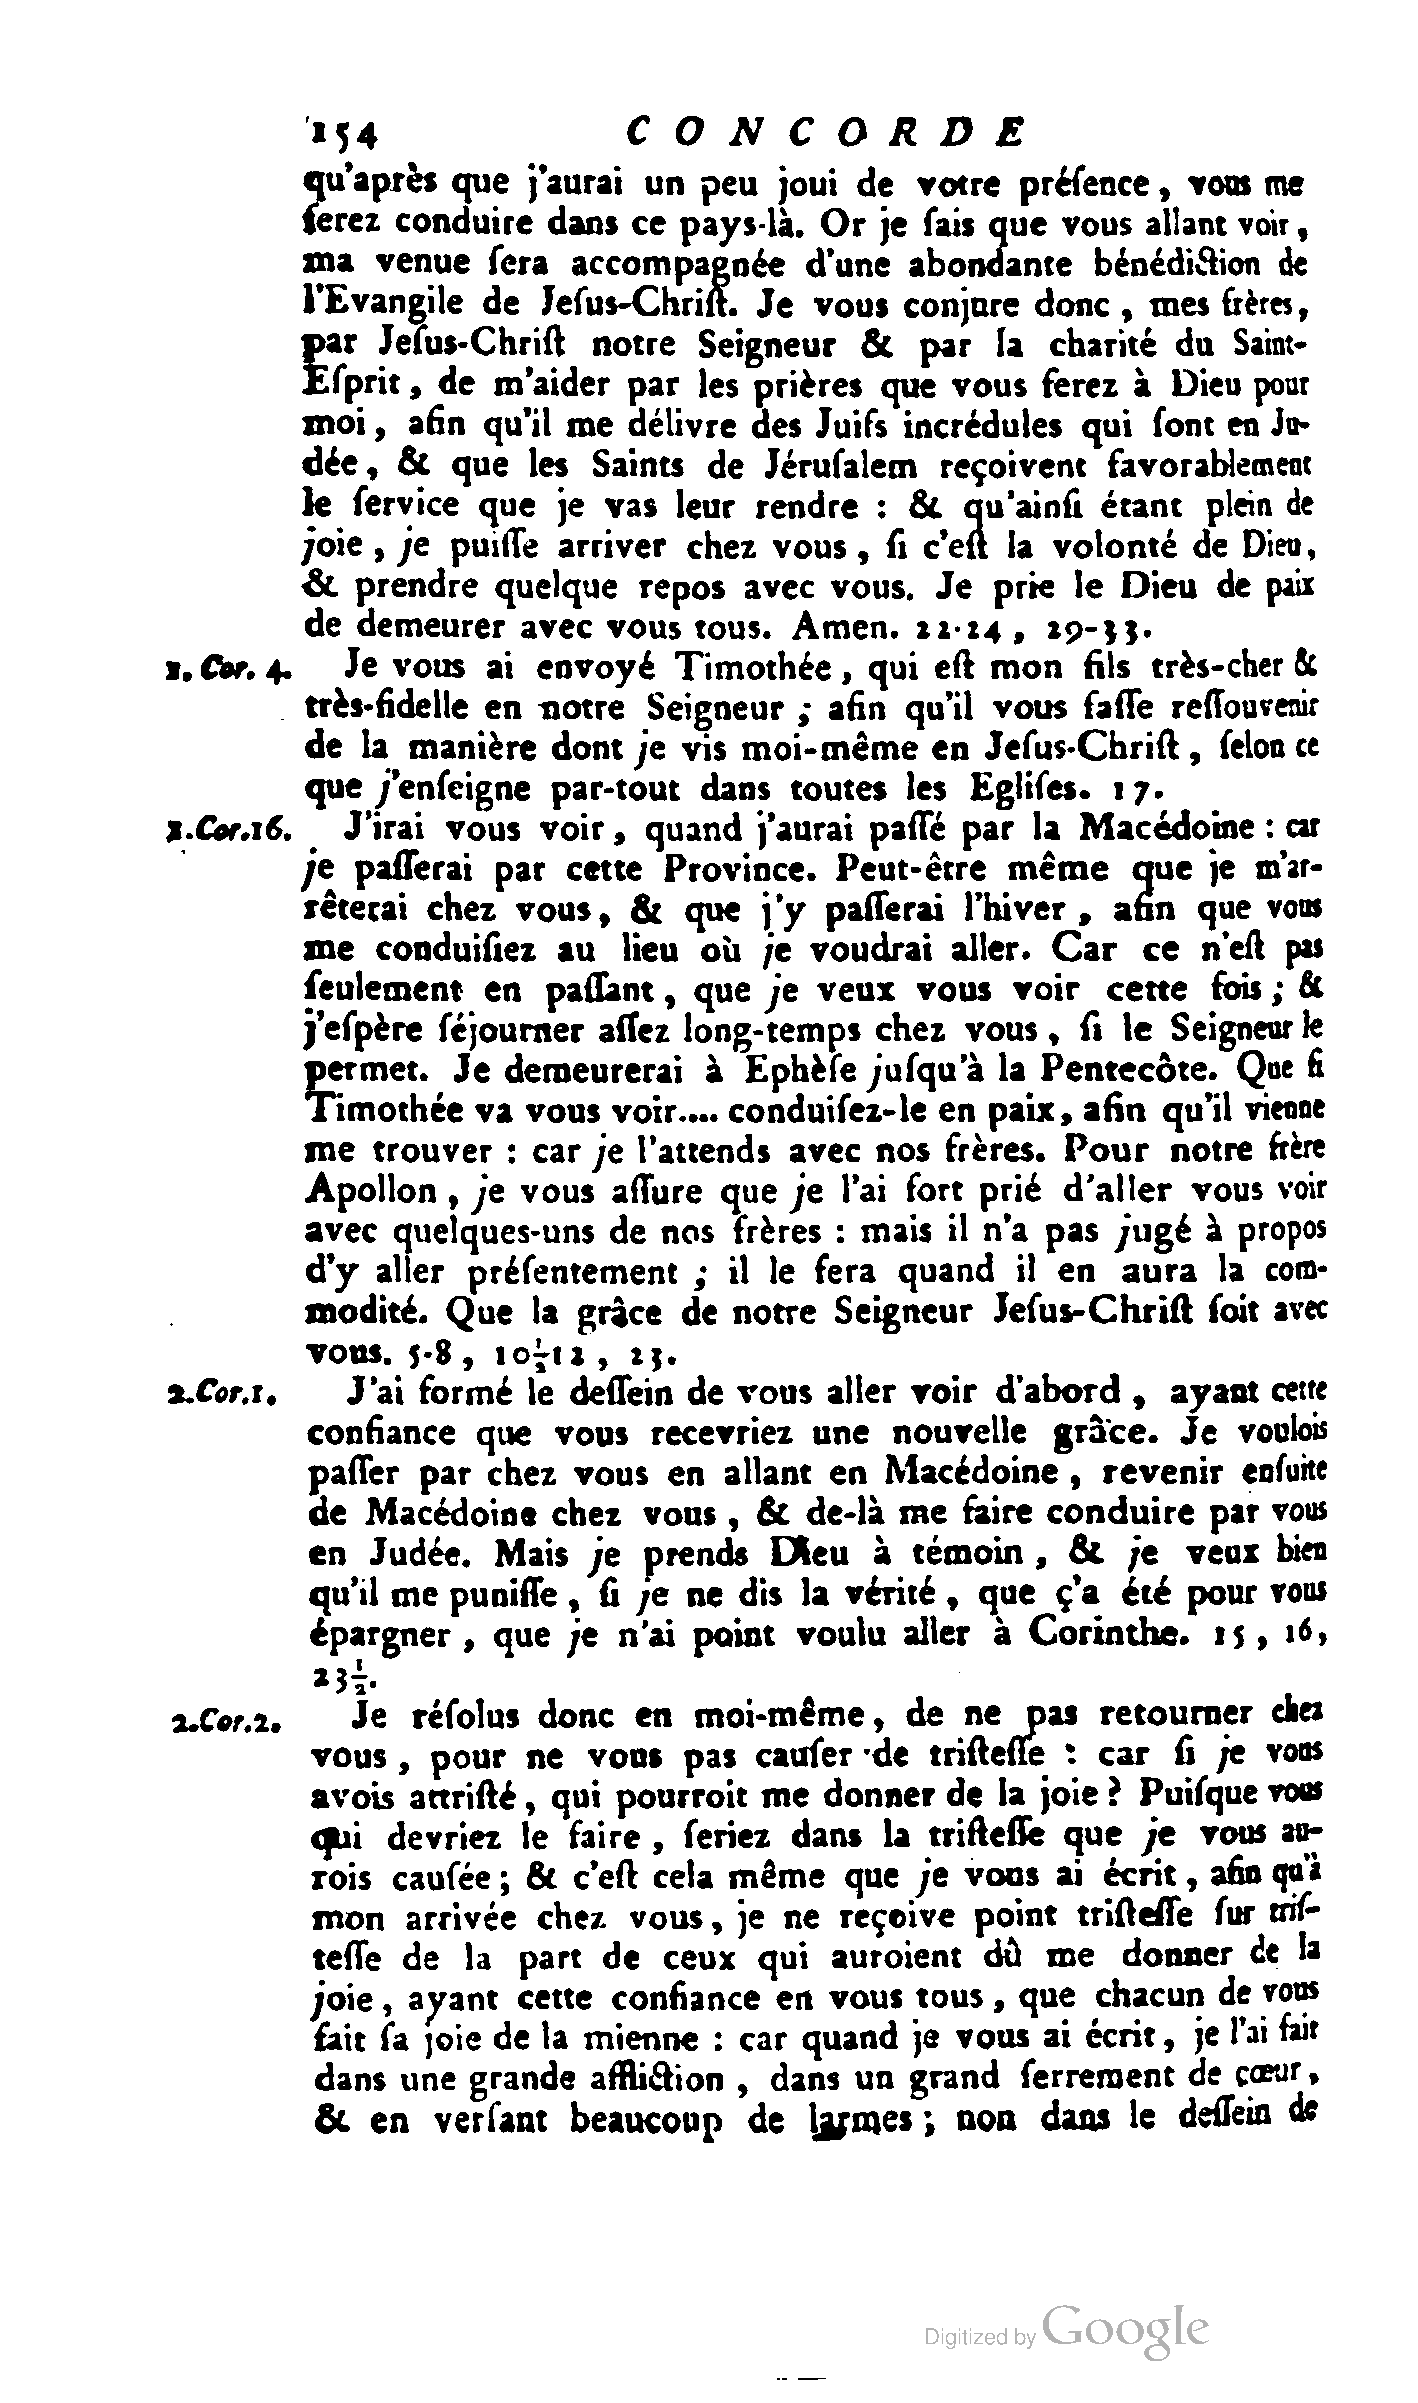 154 CONCORDE
qu'après que j'aurai un peu joui de votre préſence, vous me
ferez conduire dans ce pays-là. Or je ſais que vous allant voir,
ma venue ſera accompagnée d'une abondante bénédiction de
l'Evangile de Jeſus-Chriſt. Je vous conjure donc, mes frères,
par Jeſus-Chriſt notre Seigneur & par la charité du Saint-
Eſprit, de m'aider par les prières que vous ferez à Dieu pour
moi, afin qu'il me délivre des Juifs incrédules qui ſont en Ju-
dée, & que les Saints de Jéruſalem reçoivent favorablement
le ſervice que je vas leur rendre : & qu'ainſi étant plein de
joie, je puiſſe arriver chez vous, ſi c'eſt la volonté de Dieu,
& prendre quelque repos avec vous. Je prie le Dieu de paix
de demeurer avec vous tous. Amen. 22-24, 29-33.
1. Cor. 4. Je vous ai envoyé Timothée, qui eſt mon fils très-cher &
très-fidelle en notre Seigneur ; afin qu'il vous faſſe reſſouvenir
de la manière dont je vis moi-même en Jeſus-Chriſt, ſelon ce
que j'enſeigne par-tout dans toutes les Egliſes. 17.
1.Cor.16. J'irai vous voir, quand j'aurai paſſé par la Macédoine : car
je paſſerai par cette Province. Peut-être même que je m'ar-
rêterai chez vous, & que j'y paſſerai l'hiver, afin que vous
me conduiſiez au lieu où je voudrai aller. Car ce n'eſt pas
ſeulement en paſſant, que je veux vous voir cette fois ; &
j'eſpère ſéjourner aſſez long-temps chez vous, ſi le Seigneur le
permet. Je demeurerai à Ephèſe juſqu'à la Pentecôte. Que ſi
Timothée va vous voir.... conduiſez-le en paix, afin qu'il vienne
me trouver : car je l'attends avec nos frères. Pour notre frère
Apollon, je vous aſſure que je l'ai fort prié d'aller vous voir
avec quelques-uns de nos frères : mais il n'a pas jugé à propos
d'y aller préſentement ; il le fera quand il en aura la com-
modité. Que la grâce de notre Seigneur Jeſus-Chriſt ſoit avec
vous. 5-8, 10½-12, 23.
2.Cor.1. J'ai formé le deſſein de vous aller voir d'abord, ayant cette
confiance que vous recevriez une nouvelle grâce. Je voulois
paſſer par chez vous en allant en Macédoine, revenir enſuite
de Macédoine chez vous, & de-là me faire conduire par vous
en Judée. Mais je prends Dieu à témoin, & je veux bien
qu'il me puniſſe, ſi je ne dis la vérité, que ç'a été pour vous
épargner, que je n'ai point voulu aller à Corinthe. 15, 16,
23½.
2.Cor.2. Je réſolus donc en moi-même, de ne pas retourner chez
vous, pour ne vous pas cauſer de triſteſſe : car ſi je vous
avois attriſté, qui pourroit me donner de la joie ? Puiſque vous
qui devriez le faire, ſeriez dans la triſteſſe que je vous au-
rois cauſée ; & c'eſt cela même que je vous ai écrit, afin qu'à
mon arrivée chez vous, je ne reçoive point triſteſſe ſur triſ-
teſſe de la part de ceux qui auroient dû me donner de la
joie, ayant cette confiance en vous tous, que chacun de vous
fait ſa joie de la mienne : car quand je vous ai écrit, je l'ai fait
dans une grande affliction, dans un grand ſerrement de cœur,
& en verſant beaucoup de larmes ; non dans le deſſein de
Digitized by Google